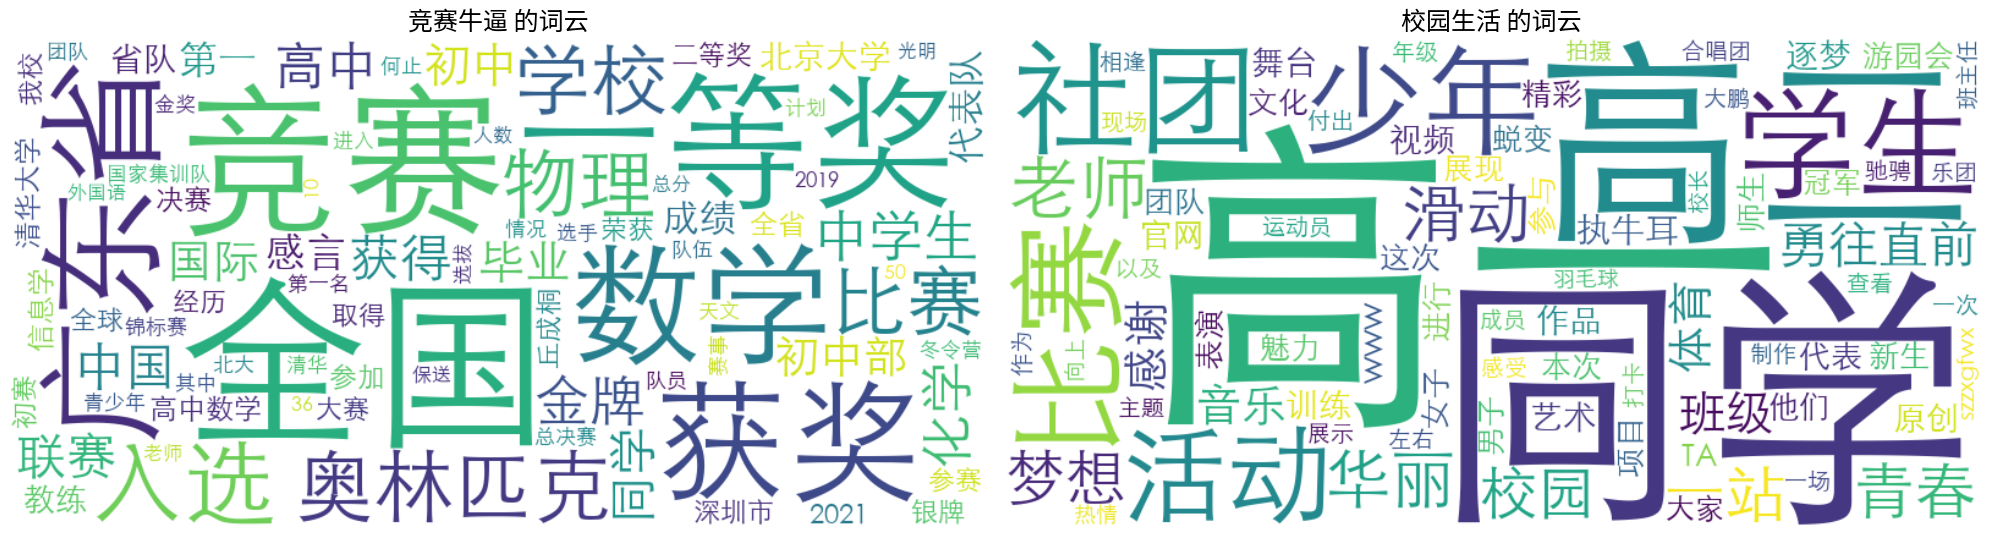 竞赛牛逼 的词云
团队
省队
第一
高中
何止
初中
学校
二等奖
北京大学
光明
我校
金奖
广东省
竞赛
进入
人数
一等奖
计划
代表队
清华大学
国家集训队
外国语
决赛
10
物理
总分
2019
国际
感言
获得
情况
选手
荣获
成绩
全省
中学生
第一名
选拔
毕业
队伍
50
信息学
经历
全球
锦标赛
取得
全国
数学
比赛
丘成桐
天文
赛事
初中部
冬令营
中国
北大
清华
其中
参加
保送
初赛
青少年
高中数学
36
大赛
金牌
队员
获奖
化学
联赛
老师
入选
奥林匹克
总决赛
同学
教练
深圳市
2021
参赛
银牌
校园生活 的词云
社团
相逢
舞台
少年
年级
拍摄
合唱团
逐梦
游园会
班主任
现场
文化
付出
视频
精彩
蜕变
高二
大鹏
学生
驰骋
乐团
老师
团队
官网
运动员
滑动
展现
参与
执牛耳
校长
师生
冠军
勇往直前
比赛
以及
高一
这次
羽毛球
查看
一次
作为
向上
感谢
表演
魅力
www
进行
成员
作品
体育
制作
代表
新生
szzxgfwx
主题
音乐
训练
女子
同学
感受
本次
艺术
打卡
班级
他们
原创
梦想
热情
活动
展示
华丽
左右
男子
项目
校园
TA
大家
一站
一场
青春